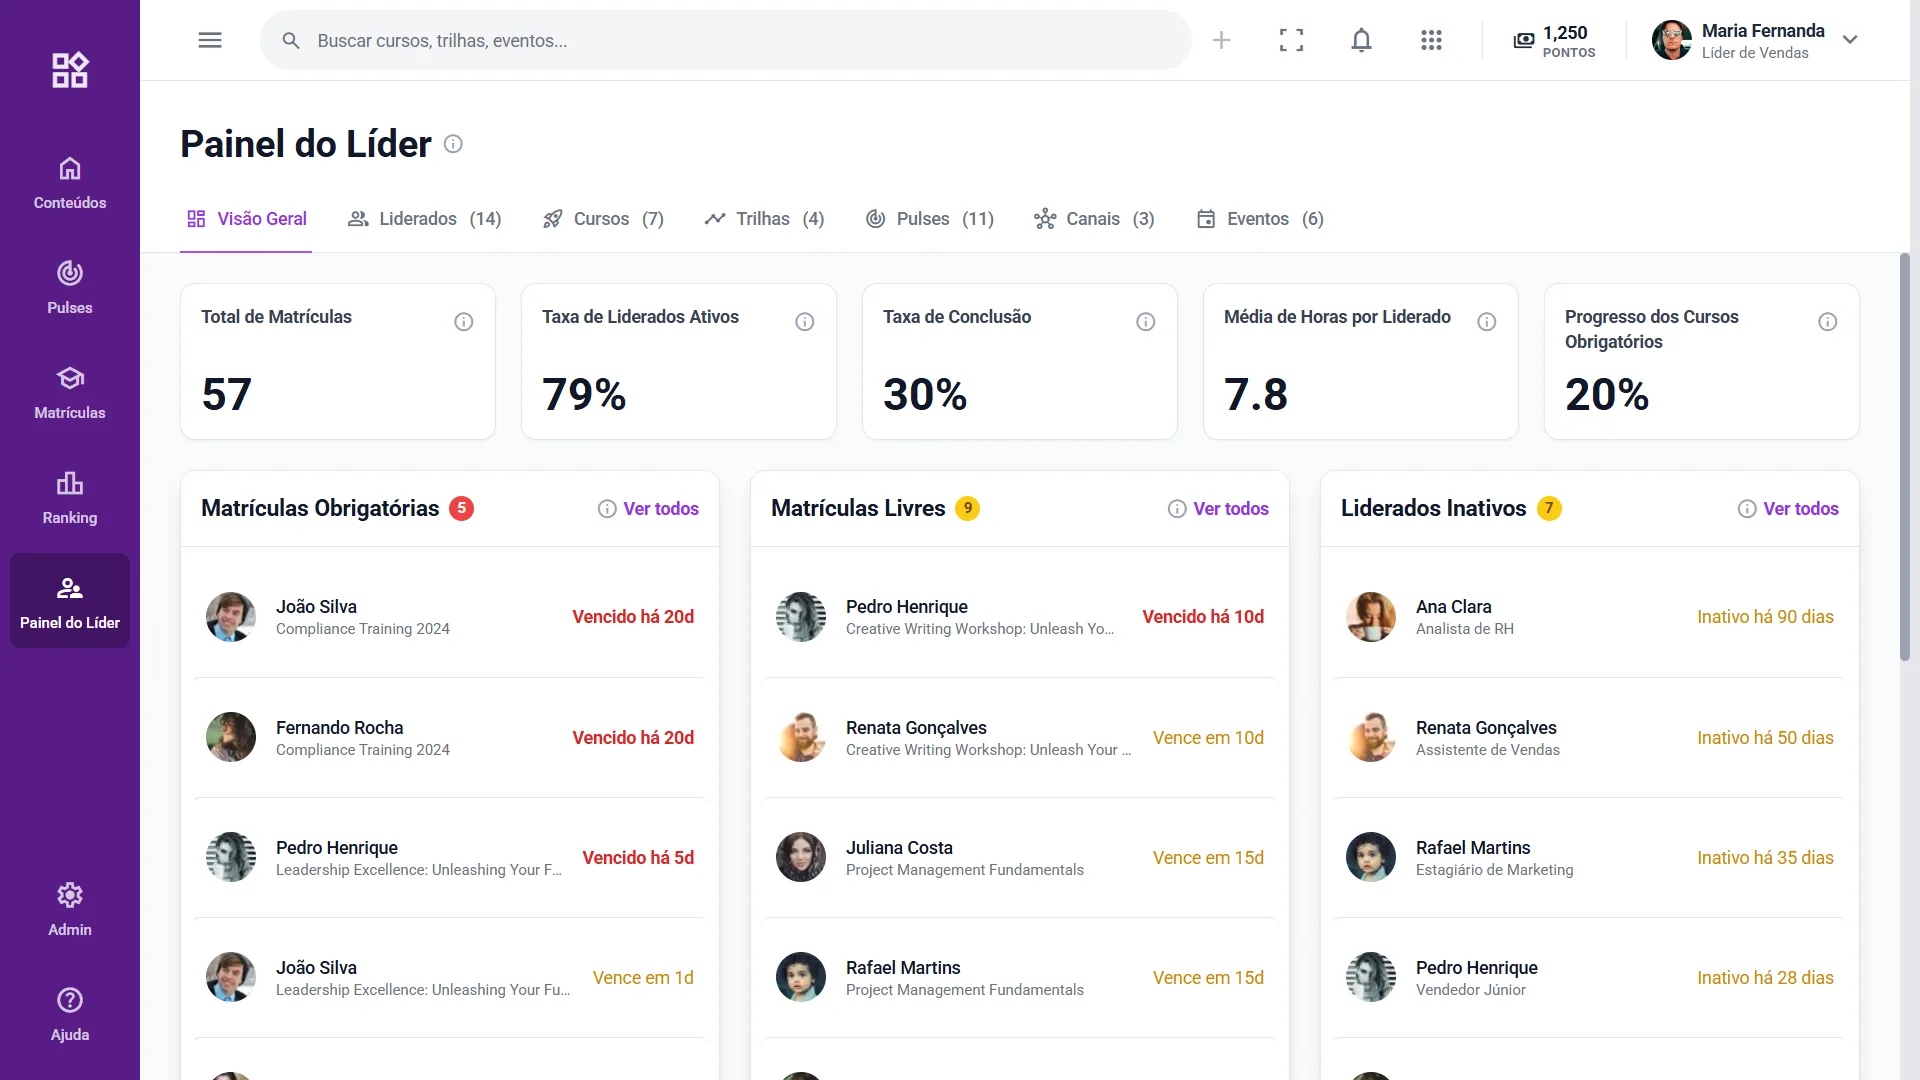 Buscar cursos, trilhas, eventos...
1,250
PONTOS
Maria Fernanda
Líder de Vendas
Conteúdos
Pulses
Matrículas
Ranking
Painel do Líder
Admin
Ajuda
Painel do Líder
Visão Geral
Liderados (14)
Cursos (7)
Trilhas (4)
Pulses (11)
Canais (3)
Eventos (6)
Total de Matrículas
57
Taxa de Liderados Ativos
79%
Taxa de Conclusão
30%
Média de Horas por Liderado
7.8
Progresso dos Cursos
Obrigatórios
20%
Matrículas Obrigatórias 5
Ver todos
João Silva
Compliance Training 2024
Vencido há 20d
Fernando Rocha
Compliance Training 2024
Vencido há 20d
Pedro Henrique
Leadership Excellence: Unleashing Your F...
Vencido há 5d
João Silva
Leadership Excellence: Unleashing Your Fu...
Vence em 1d
Matrículas Livres 9
Ver todos
Pedro Henrique
Creative Writing Workshop: Unleash Yo...
Vencido há 10d
Renata Gonçalves
Creative Writing Workshop: Unleash Your ...
Vence em 10d
Juliana Costa
Project Management Fundamentals
Vence em 15d
Rafael Martins
Project Management Fundamentals
Vence em 15d
Liderados Inativos 7
Ver todos
Ana Clara
Analista de RH
Inativo há 90 dias
Renata Gonçalves
Assistente de Vendas
Inativo há 50 dias
Rafael Martins
Estagiário de Marketing
Inativo há 35 dias
Pedro Henrique
Vendedor Júnior
Inativo há 28 dias